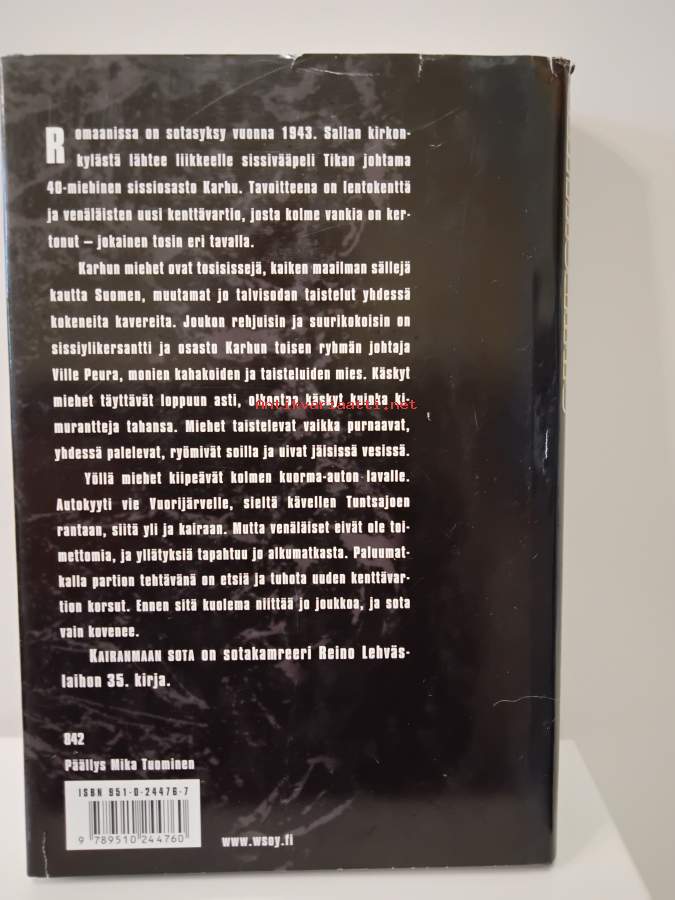 Romaanissa on sotasyksy vuonna 1943. Sallan kirkon-
kylästä lähtee liikkeelle sissivääpeli Tikan johtama
40-miehinen sissiosasto Karhu. Tavoitteena on lentokenttä
ja venäläisten uusi kenttävartio, josta kolme vankia on ker-
tonut – jokainen tosin eri tavalla.
Karhun miehet ovat tosisissejä, kaiken maailman sällejä
kautta Suomen, muutamat jo talvisodan taistelut yhdessä
kokeneita kavereita. Joukon rehjuisin ja suurikokoisin on
sissiylikersantti ja osasto Karhun toisen ryhmän johtaja
Ville Peura, monien kahakoiden ja taisteluiden mies. Käskyt
miehet täyttävät loppuun asti, olkootan käskyt kuinka ki-
murantteja tahansa. Miehet taistelevat vaikka purnaavat,
yhdessä palelevat, ryömivät soilla ja uivat jäisissä vesissä.
Yöllä miehet kiipeävät kolmen kuorma-auton lavalle.
Autokyyti vie Vuorijärvelle, sieltä kävellen Tuntsajoen
rantaan, siitä yli ja kairaan. Mutta venäläiset eivät ole toi-
mettomia, ja yllätyksiä tapahtuu jo alkumatkasta. Paluumat-
kalla partion tehtävänä on etsiä ja tuhota uuden kenttävar-
tion korsut. Ennen sitä kuolema niittää jo joukkoa, ja sota
vain kovenee.
KAIRANMAAN SOTA on sotakamreeri Reino Lehväs-
laihon 35. kirja.
842
Päällys Mika Tuominen
ISBN 951-0-24476-7
9 789510 244760
www.wsoy.fi
Antikvariaatti.net